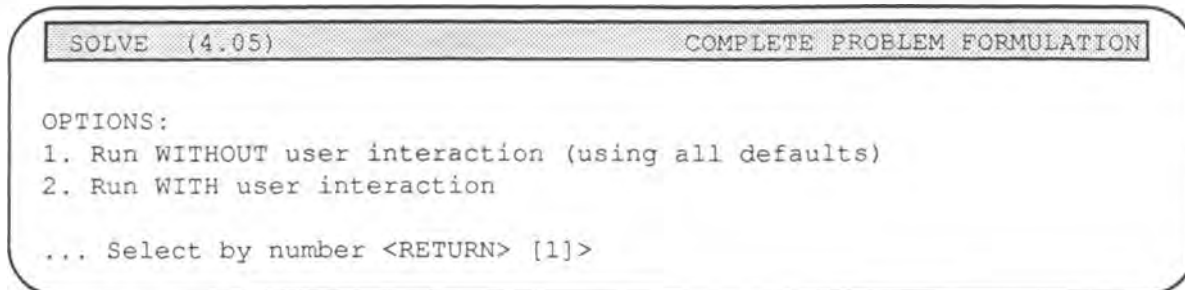 SOLVE (4.05) COMPLETE PROBLEM FORMULATION
OPTIONS:
1. Run WITHOUT user interaction (using all defaults)
2. Run WITH user interaction
... Select by number <RETURN> [1]>